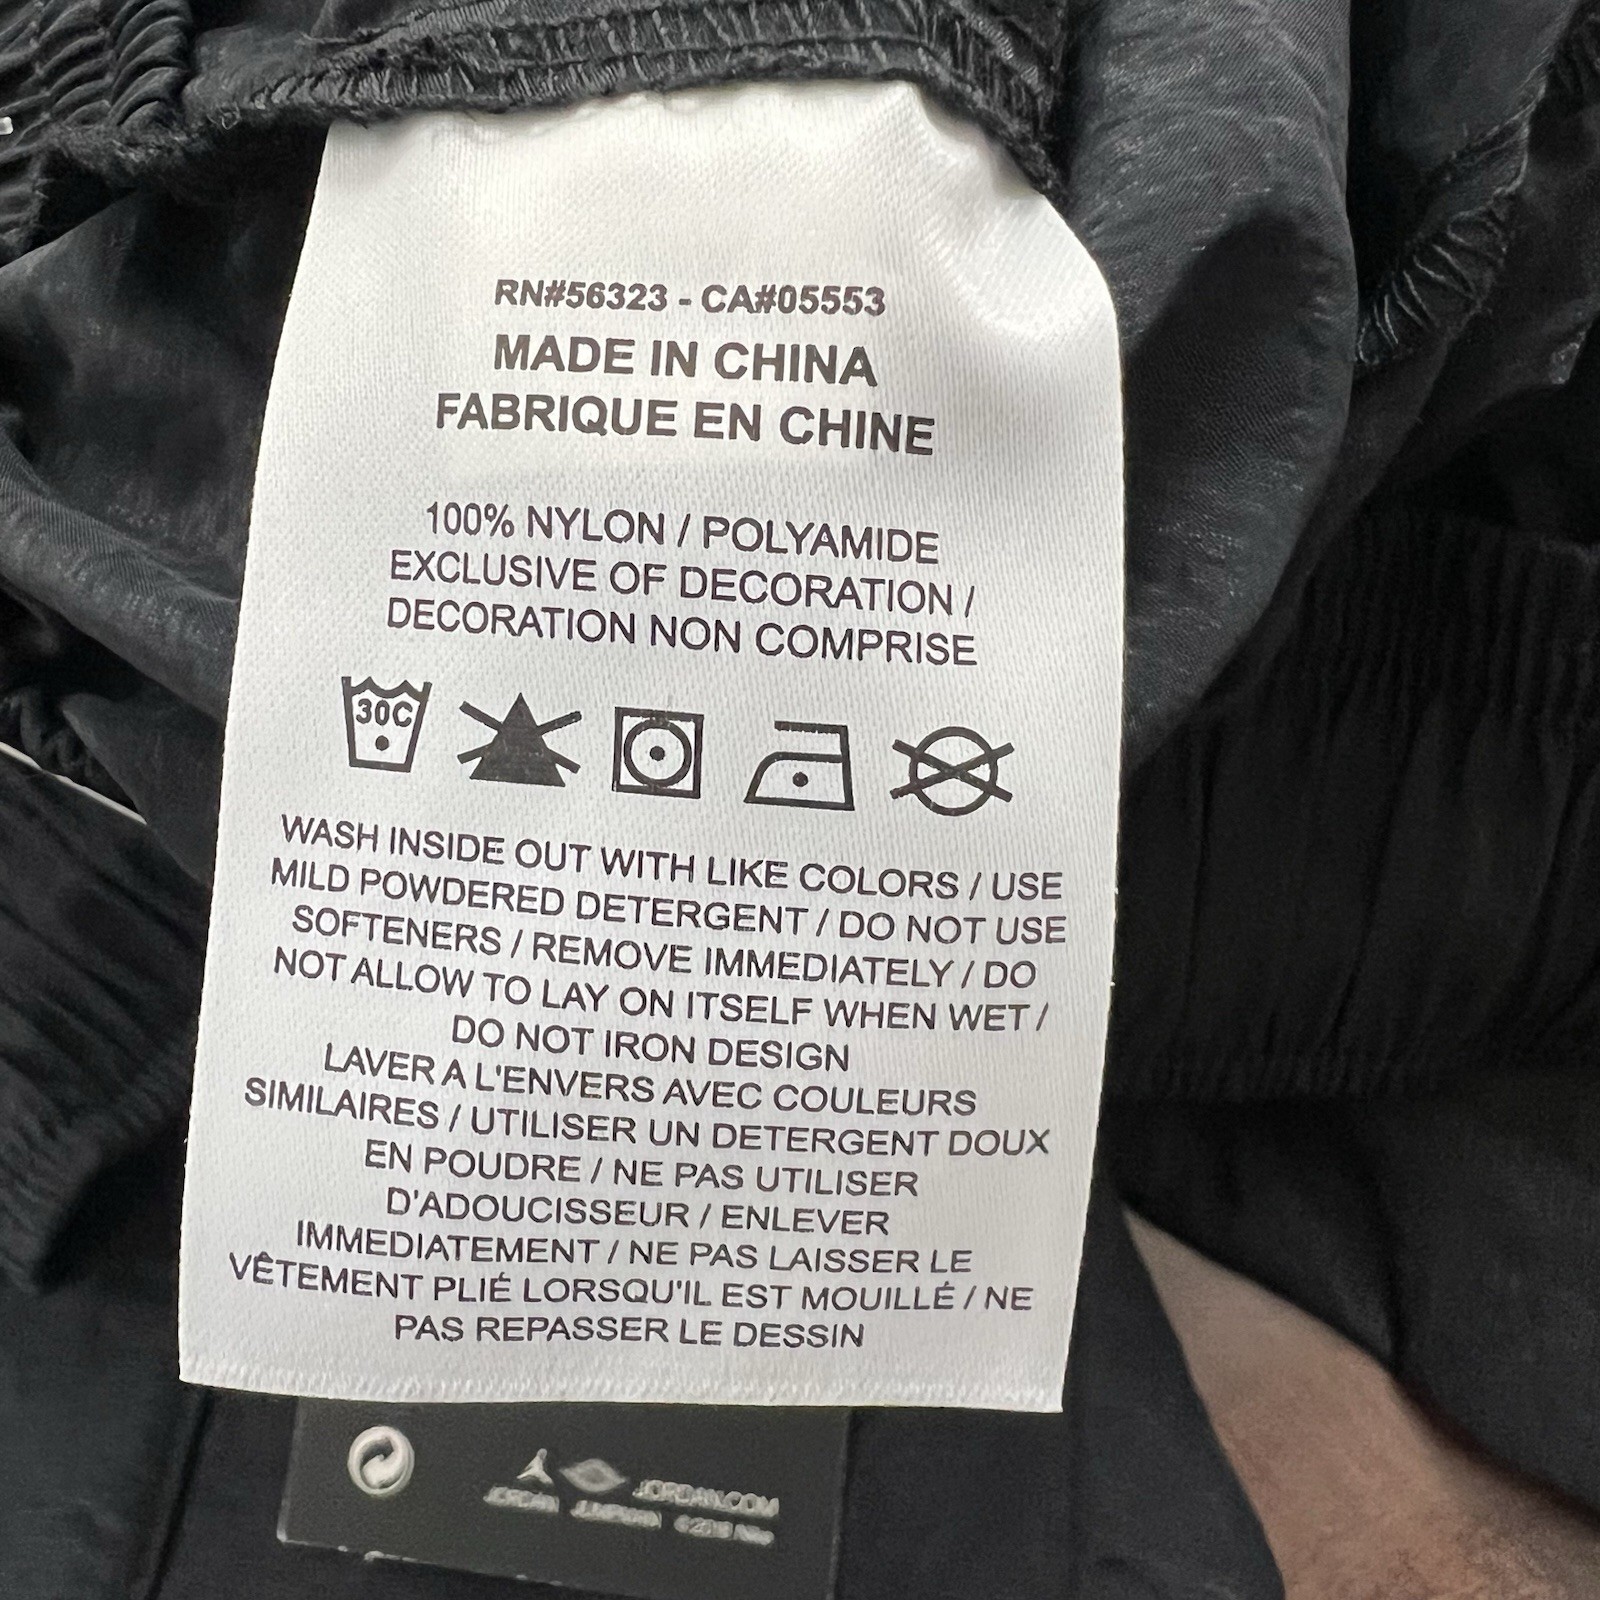 RN#56323 - CA#05553
MADE IN CHINA
FABRIQUE EN CHINE
100% NYLON / POLYAMIDE
EXCLUSIVE OF DECORATION /
DECORATION NON COMPRISE
30C
WASH INSIDE OUT WITH LIKE COLORS / USE
MILD POWDERED DETERGENT / DO NOT USE
SOFTENERS / REMOVE IMMEDIATELY / DO
NOT ALLOW TO LAY ON ITSELF WHEN WET /
DO NOT IRON DESIGN
LAVER A L'ENVERS AVEC COULEURS
SIMILAIRES / UTILISER UN DETERGENT DOUX
EN POUDRE / NE PAS UTILISER
D'ADOUCISSEUR / ENLEVER
IMMEDIATEMENT / NE PAS LAISSER LE
VÊTEMENT PLIÉ LORSQU'IL EST MOUILLÉ / NE
PAS REPASSER LE DESSIN
JORDAN.COM
JORDAN JUMPMAN